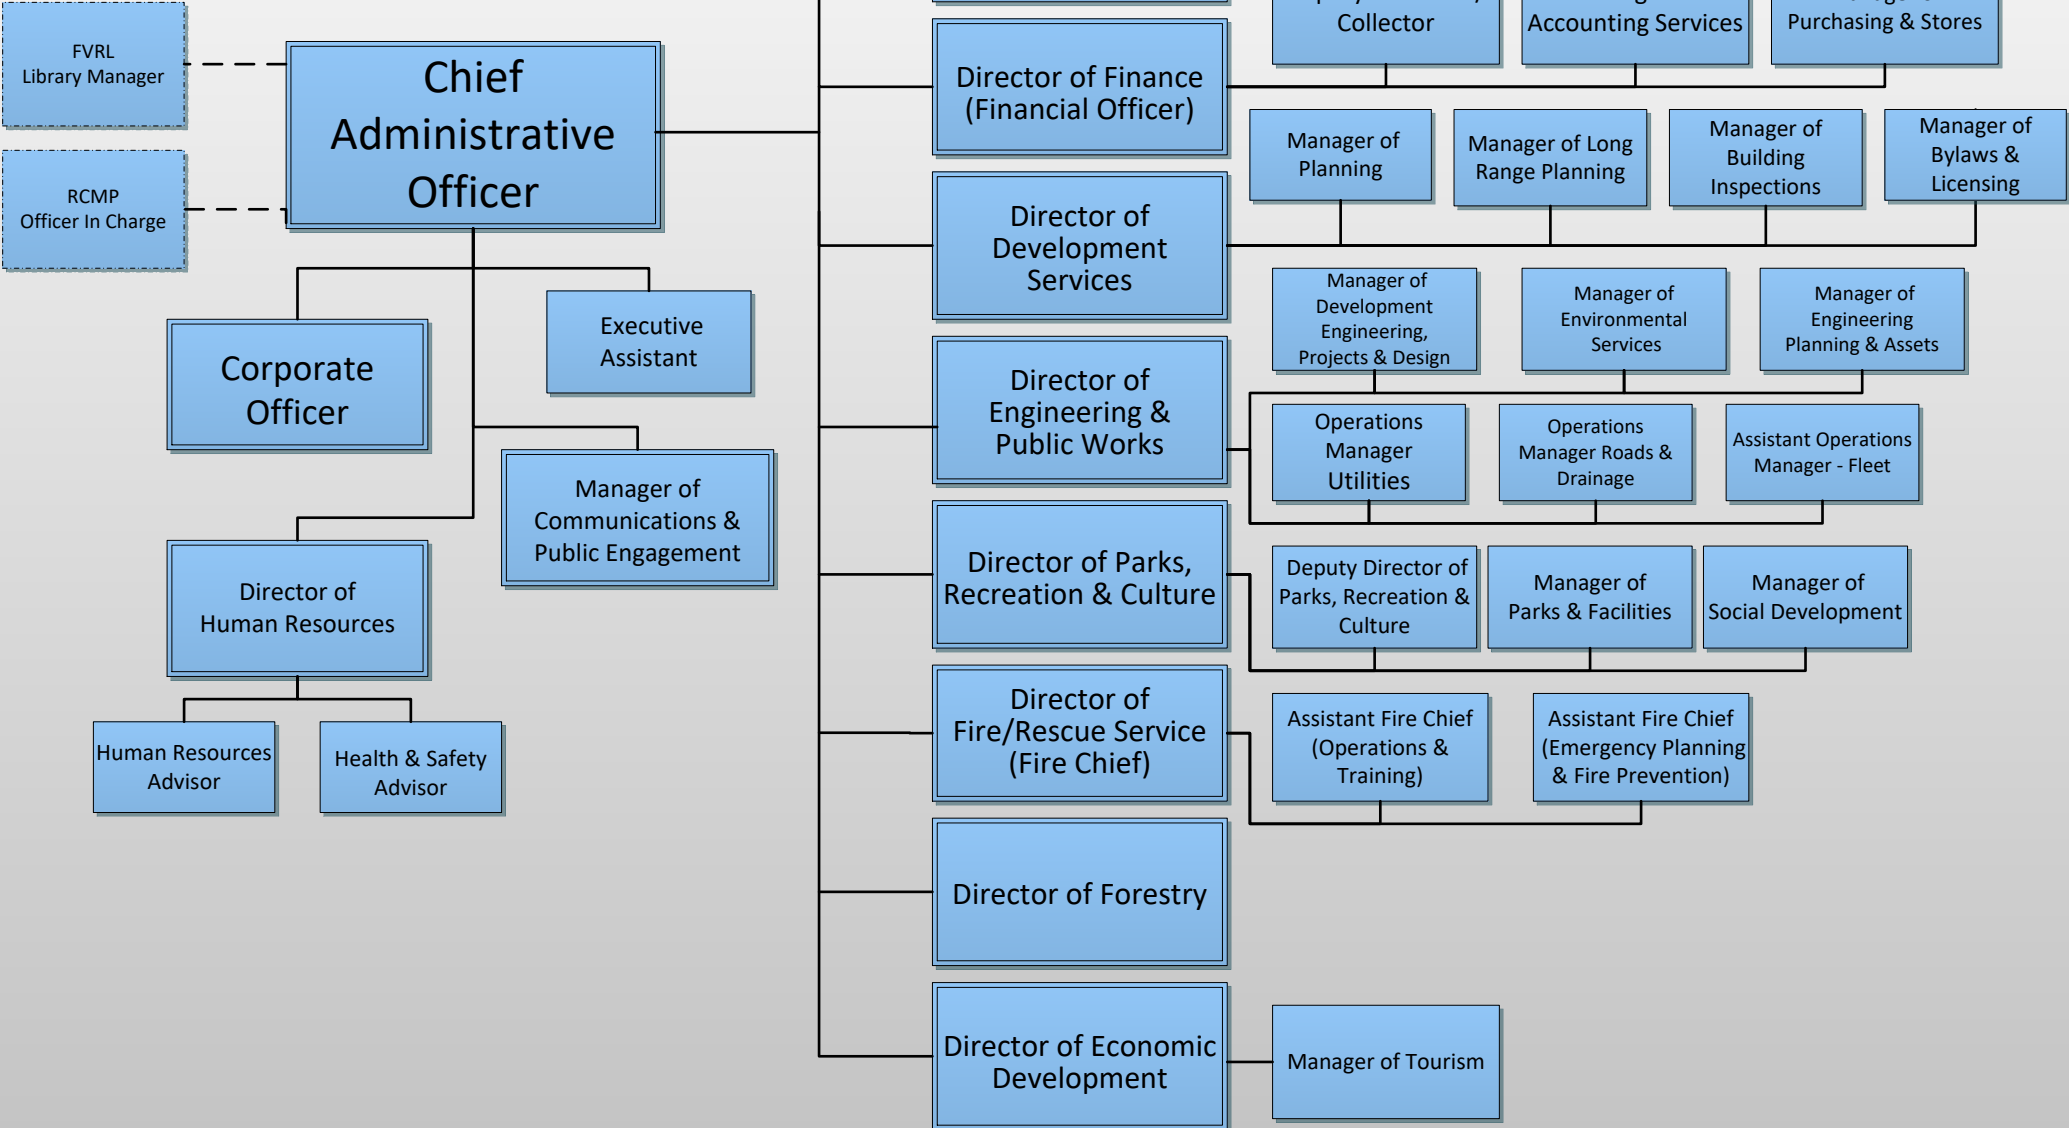 FVRL
Library Manager
RCMP
Officer In Charge
Chief
Administrative
Officer
Corporate
Officer
Executive
Assistant
Manager of
Communications &
Public Engagement
Director of
Human Resources
Human Resources
Advisor
Health & Safety
Advisor
Collector
Accounting Services
Purchasing & Stores
Director of Finance
(Financial Officer)
Manager of
Planning
Manager of Long
Range Planning
Manager of
Building
Inspections
Manager of
Bylaws &
Licensing
Director of
Development
Services
Manager of
Development
Engineering,
Projects & Design
Manager of
Environmental
Services
Manager of
Engineering
Planning & Assets
Director of
Engineering &
Public Works
Operations
Manager
Utilities
Operations
Manager Roads &
Drainage
Assistant Operations
Manager - Fleet
Director of Parks,
Recreation & Culture
Deputy Director of
Parks, Recreation &
Culture
Manager of
Parks & Facilities
Manager of
Social Development
Director of
Fire/Rescue Service
(Fire Chief)
Assistant Fire Chief
(Operations &
Training)
Assistant Fire Chief
(Emergency Planning
& Fire Prevention)
Director of Forestry
Director of Economic
Development
Manager of Tourism